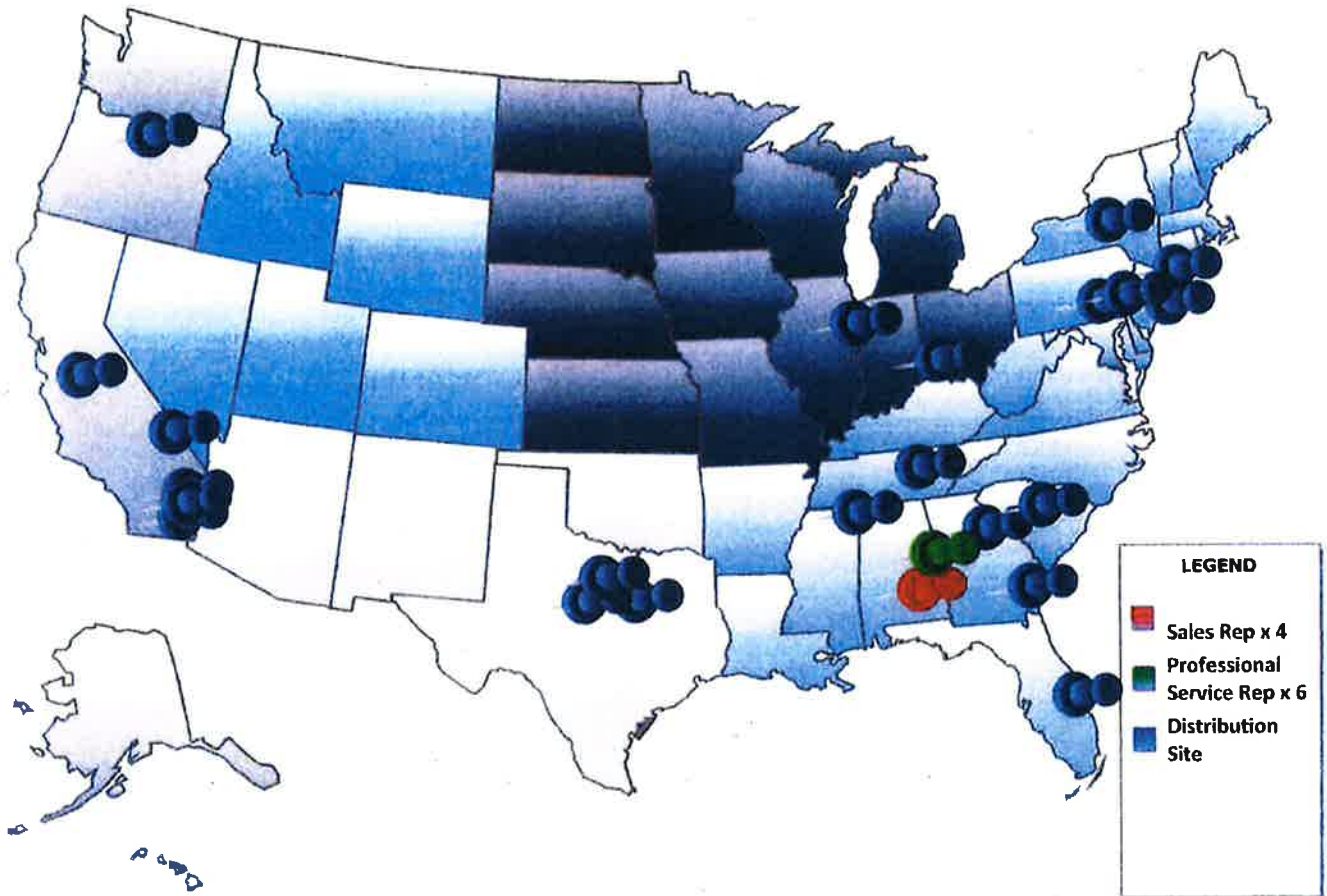 LEGEND
Sales Rep x 4
Professional
Service Rep x 6
Distribution
Site